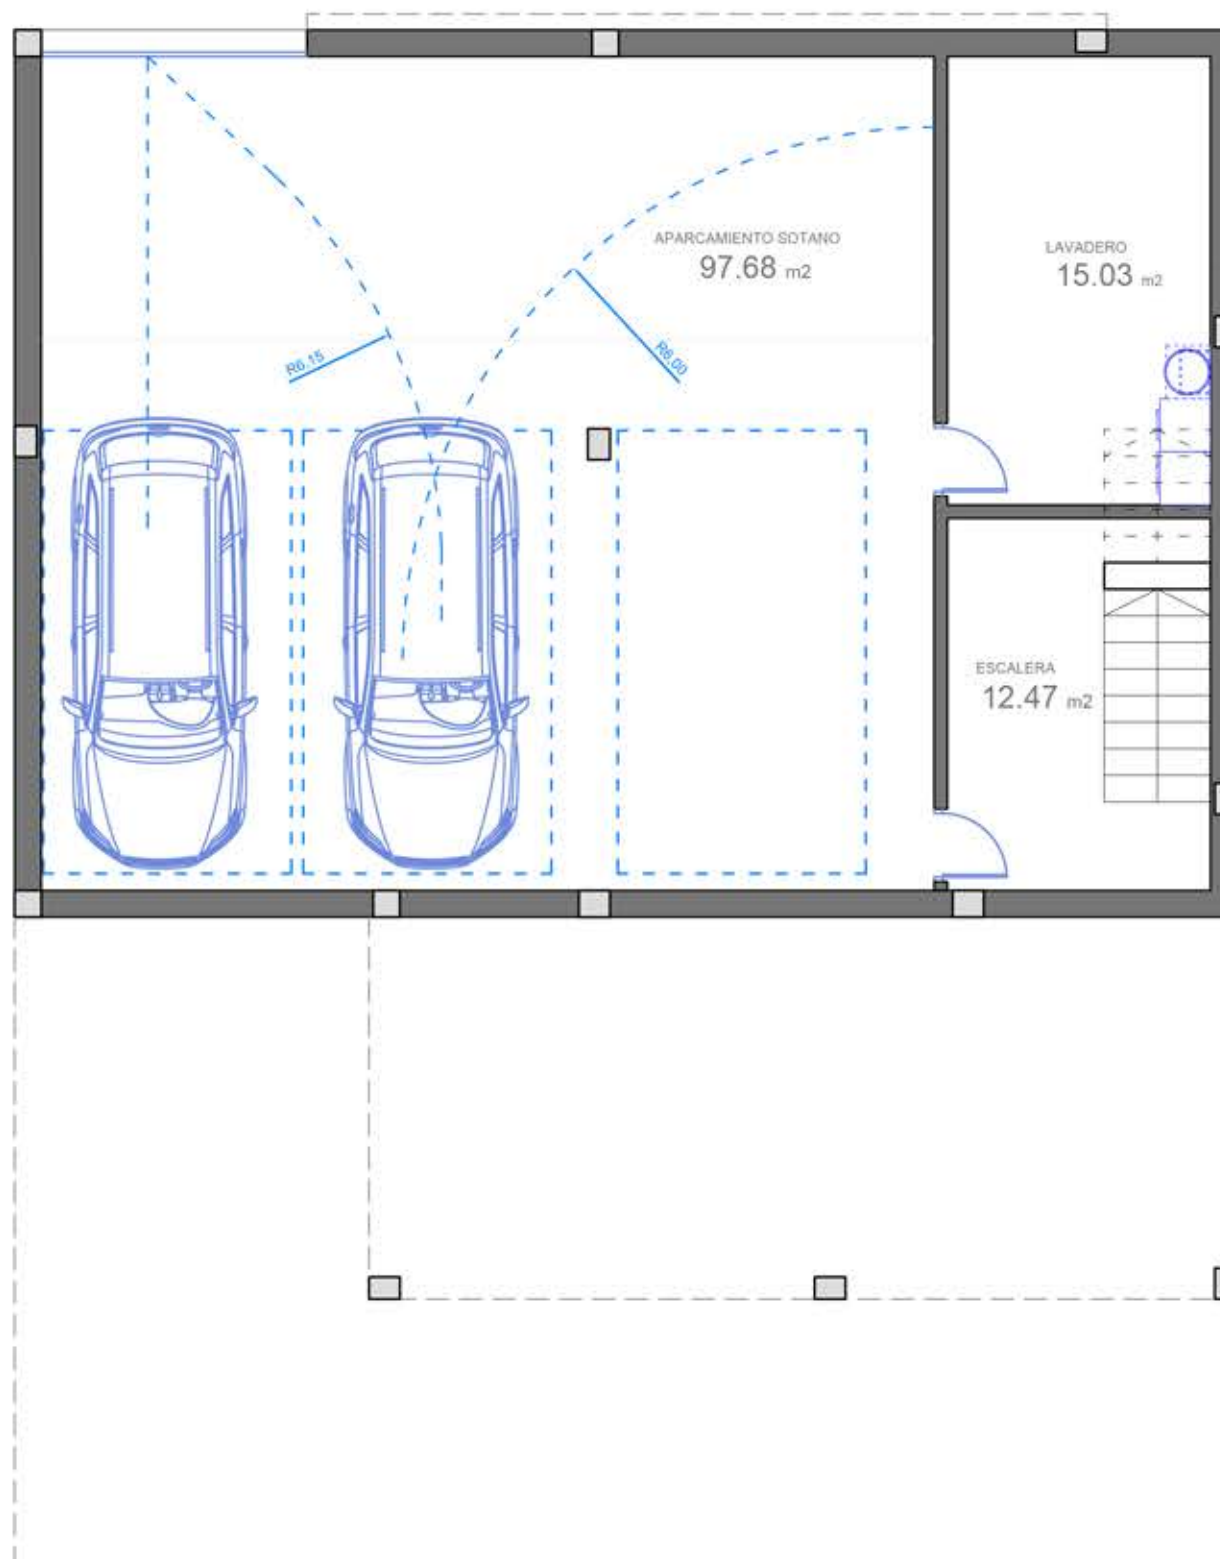 APARCAMIENTO SOTANO
97.68 m2
LAVADERO
15.03 m2
R6.15
R6.00
ESCALERA
12.47 m2